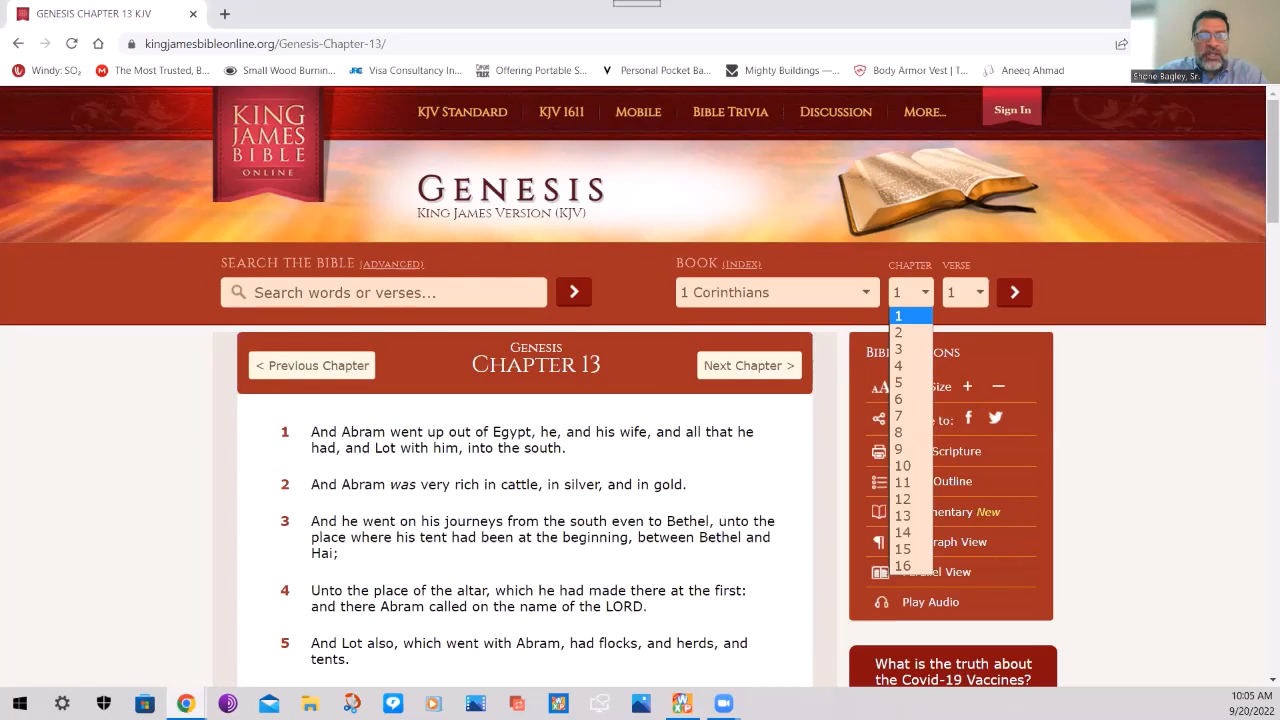 GENESIS CHAPTER 13 KJV
kingjamesbibleonline.org/Genesis-Chapter-13/
Windy: SO₂
The Most Trusted, B...
Small Wood Burnin...
Visa Consultancy In...
Offering Portable S...
Personal Pocket Ba...
Mighty Buildings —...
Body Armor Vest | T...
Aneeq Ahmad
Shone Bagley, Sr.
KING
JAMES
BIBLE
ONLINE
KJV STANDARD
KJV 1611
MOBILE
BIBLE TRIVIA
DISCUSSION
MORE...
Sign In
GENESIS
KING JAMES VERSION (KJV)
SEARCH THE BIBLE (ADVANCED)
Search words or verses...
BOOK (INDEX)
CHAPTER
VERSE
1 Corinthians
1
1
1
2
3
4
5
6
7
8
9
10
11
12
13
14
15
16
< Previous Chapter
GENESIS
CHAPTER 13
Next Chapter >
1 And Abram went up out of Egypt, he, and his wife, and all that he
had, and Lot with him, into the south.
2 And Abram was very rich in cattle, in silver, and in gold.
3 And he went on his journeys from the south even to Bethel, unto the
place where his tent had been at the beginning, between Bethel and
Hai;
4 Unto the place of the altar, which he had made there at the first:
and there Abram called on the name of the LORD.
5 And Lot also, which went with Abram, had flocks, and herds, and
tents.
Size + —
to:
Scripture
Outline
New
View
View
Play Audio
What is the truth about
the Covid-19 Vaccines?
10:05 AM
9/20/2022